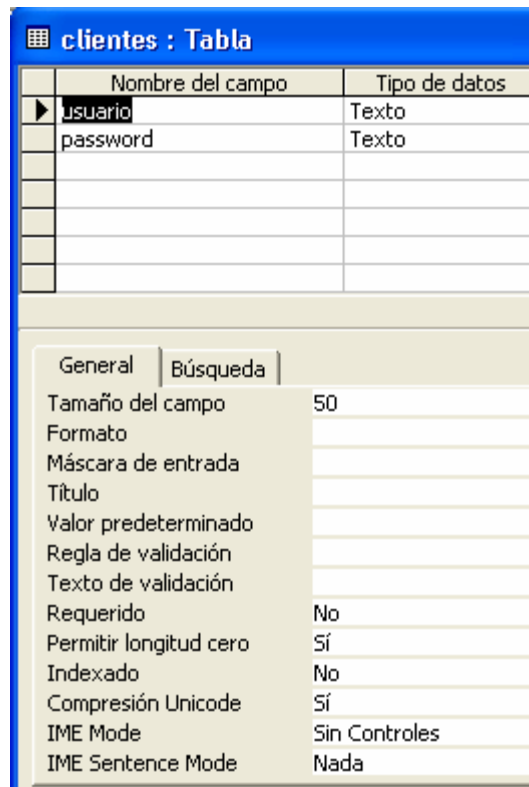 clientes : Tabla
Nombre del campo Tipo de datos
usuario Texto
password Texto
General Búsqueda
Tamaño del campo 50
Formato
Máscara de entrada
Título
Valor predeterminado
Regla de validación
Texto de validación
Requerido No
Permitir longitud cero Sí
Indexado No
Compresión Unicode Sí
IME Mode Sin Controles
IME Sentence Mode Nada